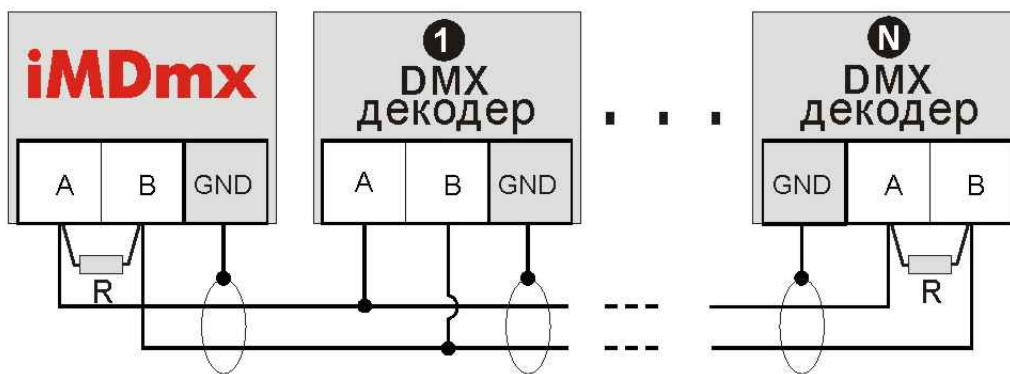 iMDmx
A B GND
R
1
DMX
декодер
A B GND
. . .
N
DMX
декодер
GND A B
R